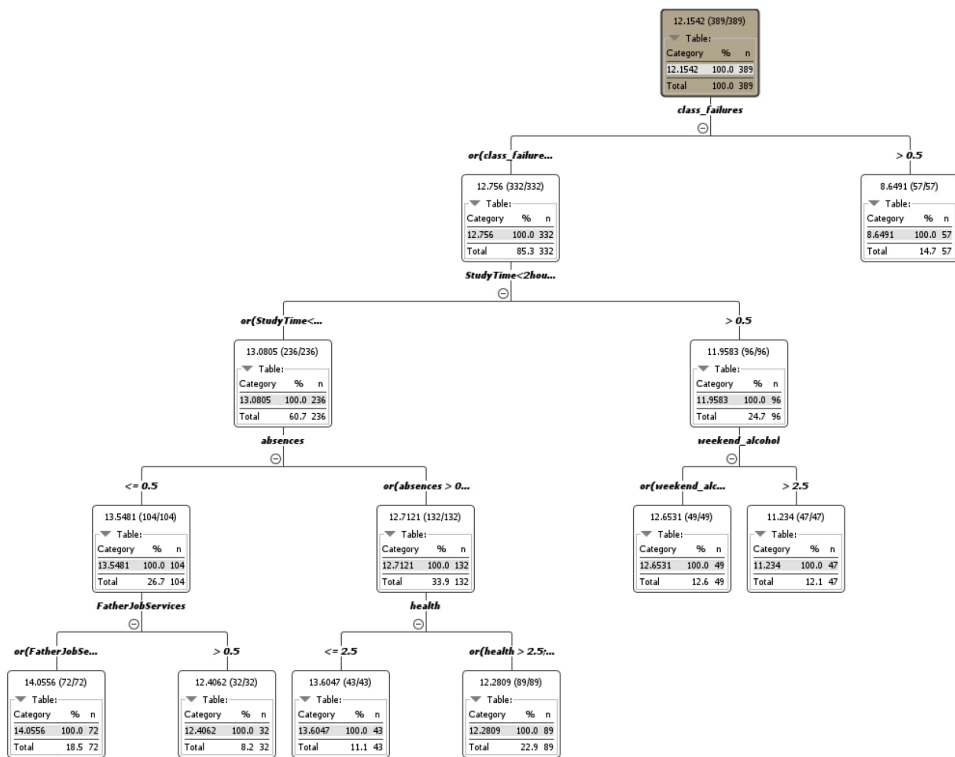 12.1542 (389/389)
Table:
Category % n
12.1542 100.0 389
Total 100.0 389
class_failures
or(class_failure...
> 0.5
12.756 (332/332)
Table:
Category % n
12.756 100.0 332
Total 85.3 332
8.6491 (57/57)
Table:
Category % n
8.6491 100.0 57
Total 14.7 57
StudyTime<2hou...
or(StudyTime<...
> 0.5
13.0805 (236/236)
Table:
Category % n
13.0805 100.0 236
Total 60.7 236
11.9583 (96/96)
Table:
Category % n
11.9583 100.0 96
Total 24.7 96
absences
weekend_alcohol
<= 0.5
or(absences > 0...
or(weekend_alc...
> 2.5
13.5481 (104/104)
Table:
Category % n
13.5481 100.0 104
Total 26.7 104
12.7121 (132/132)
Table:
Category % n
12.7121 100.0 132
Total 33.9 132
12.6531 (49/49)
Table:
Category % n
12.6531 100.0 49
Total 12.6 49
11.234 (47/47)
Table:
Category % n
11.234 100.0 47
Total 12.1 47
FatherJobServices
health
or(FatherJobSe...
> 0.5
<= 2.5
or(health > 2.5;...
14.0556 (72/72)
Table:
Category % n
14.0556 100.0 72
Total 18.5 72
12.4062 (32/32)
Table:
Category % n
12.4062 100.0 32
Total 8.2 32
13.6047 (43/43)
Table:
Category % n
13.6047 100.0 43
Total 11.1 43
12.2809 (89/89)
Table:
Category % n
12.2809 100.0 89
Total 22.9 89